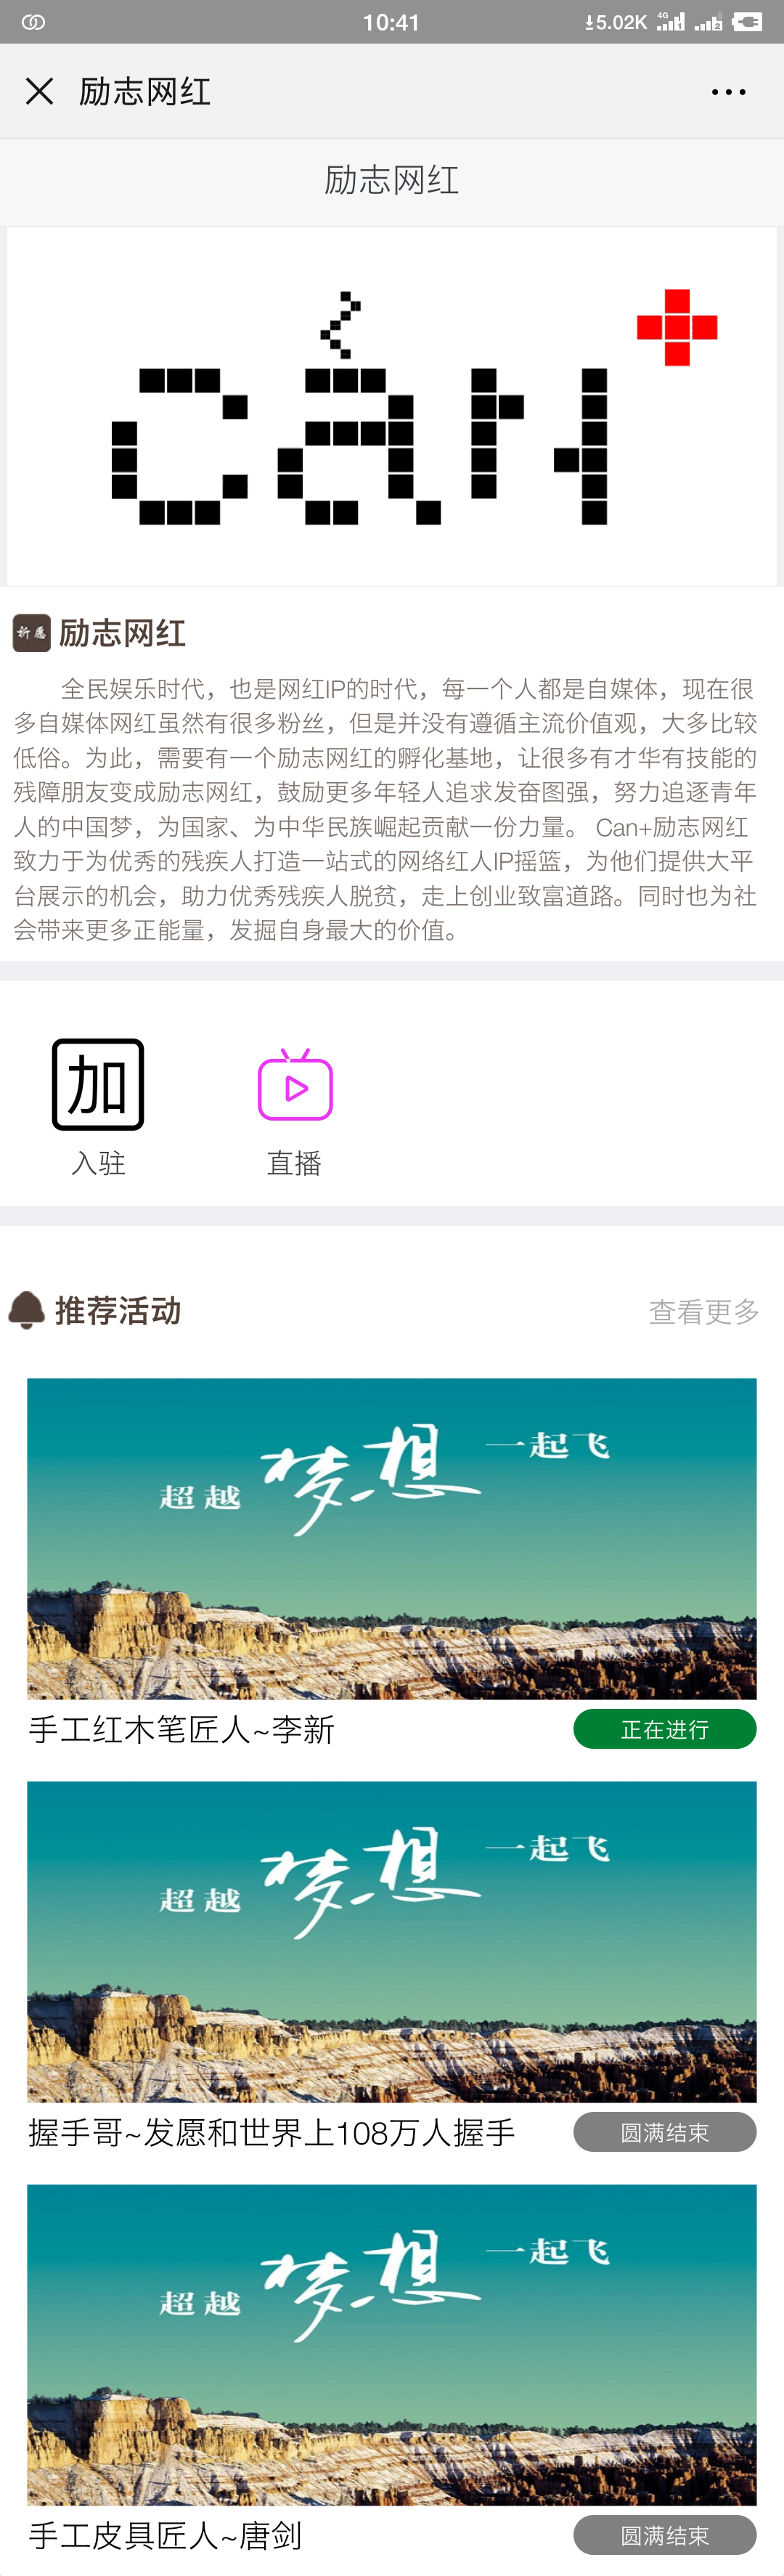 10:41
5.02K
4G
2
励志网红
励志网红
CAN
祈愿
励志网红
全民娱乐时代，也是网红IP的时代，每一个人都是自媒体，现在很
多自媒体网红虽然有很多粉丝，但是并没有遵循主流价值观，大多比较
低俗。为此，需要有一个励志网红的孵化基地，让很多有才华有技能的
残障朋友变成励志网红，鼓励更多年轻人追求发奋图强，努力追逐青年
人的中国梦，为国家、为中华民族崛起贡献一份力量。 Can+励志网红
致力于为优秀的残疾人打造一站式的网络红人IP摇篮，为他们提供大平
台展示的机会，助力优秀残疾人脱贫，走上创业致富道路。同时也为社
会带来更多正能量，发掘自身最大的价值。
加
入驻
直播
推荐活动
查看更多
超越 梦想 一起飞
手工红木笔匠人~李新
正在进行
超越 梦想 一起飞
握手哥~发愿和世界上108万人握手
圆满结束
超越 梦想 一起飞
手工皮具匠人~唐剑
圆满结束